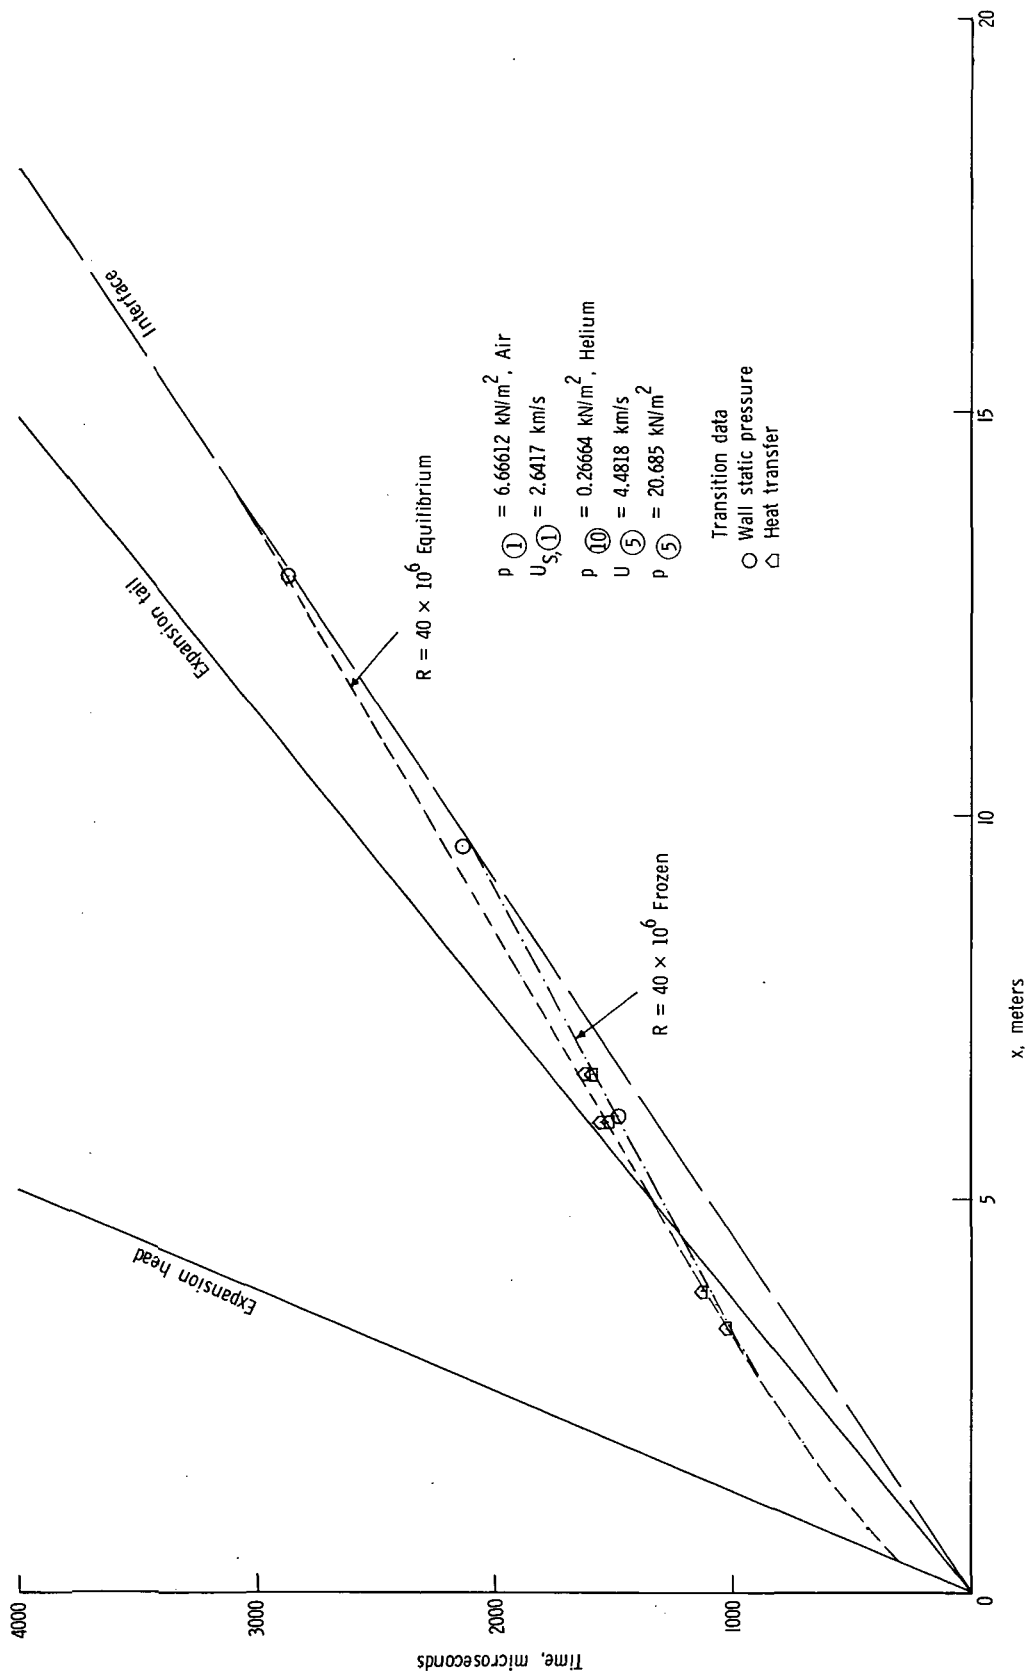 4000
3000
2000
1000
0
5
10
15
20
Time, microseconds
x, meters
Expansion head
Expansion tail
Interface
R = 40 × 10⁶ Equilibrium
R = 40 × 10⁶ Frozen
p ① = 6.66612 kN/m², Air
U S,① = 2.6417 km/s
p ⑩ = 0.26664 kN/m², Helium
U ⑤ = 4.4818 km/s
p ⑤ = 20.685 kN/m²
Transition data
Wall static pressure
Heat transfer